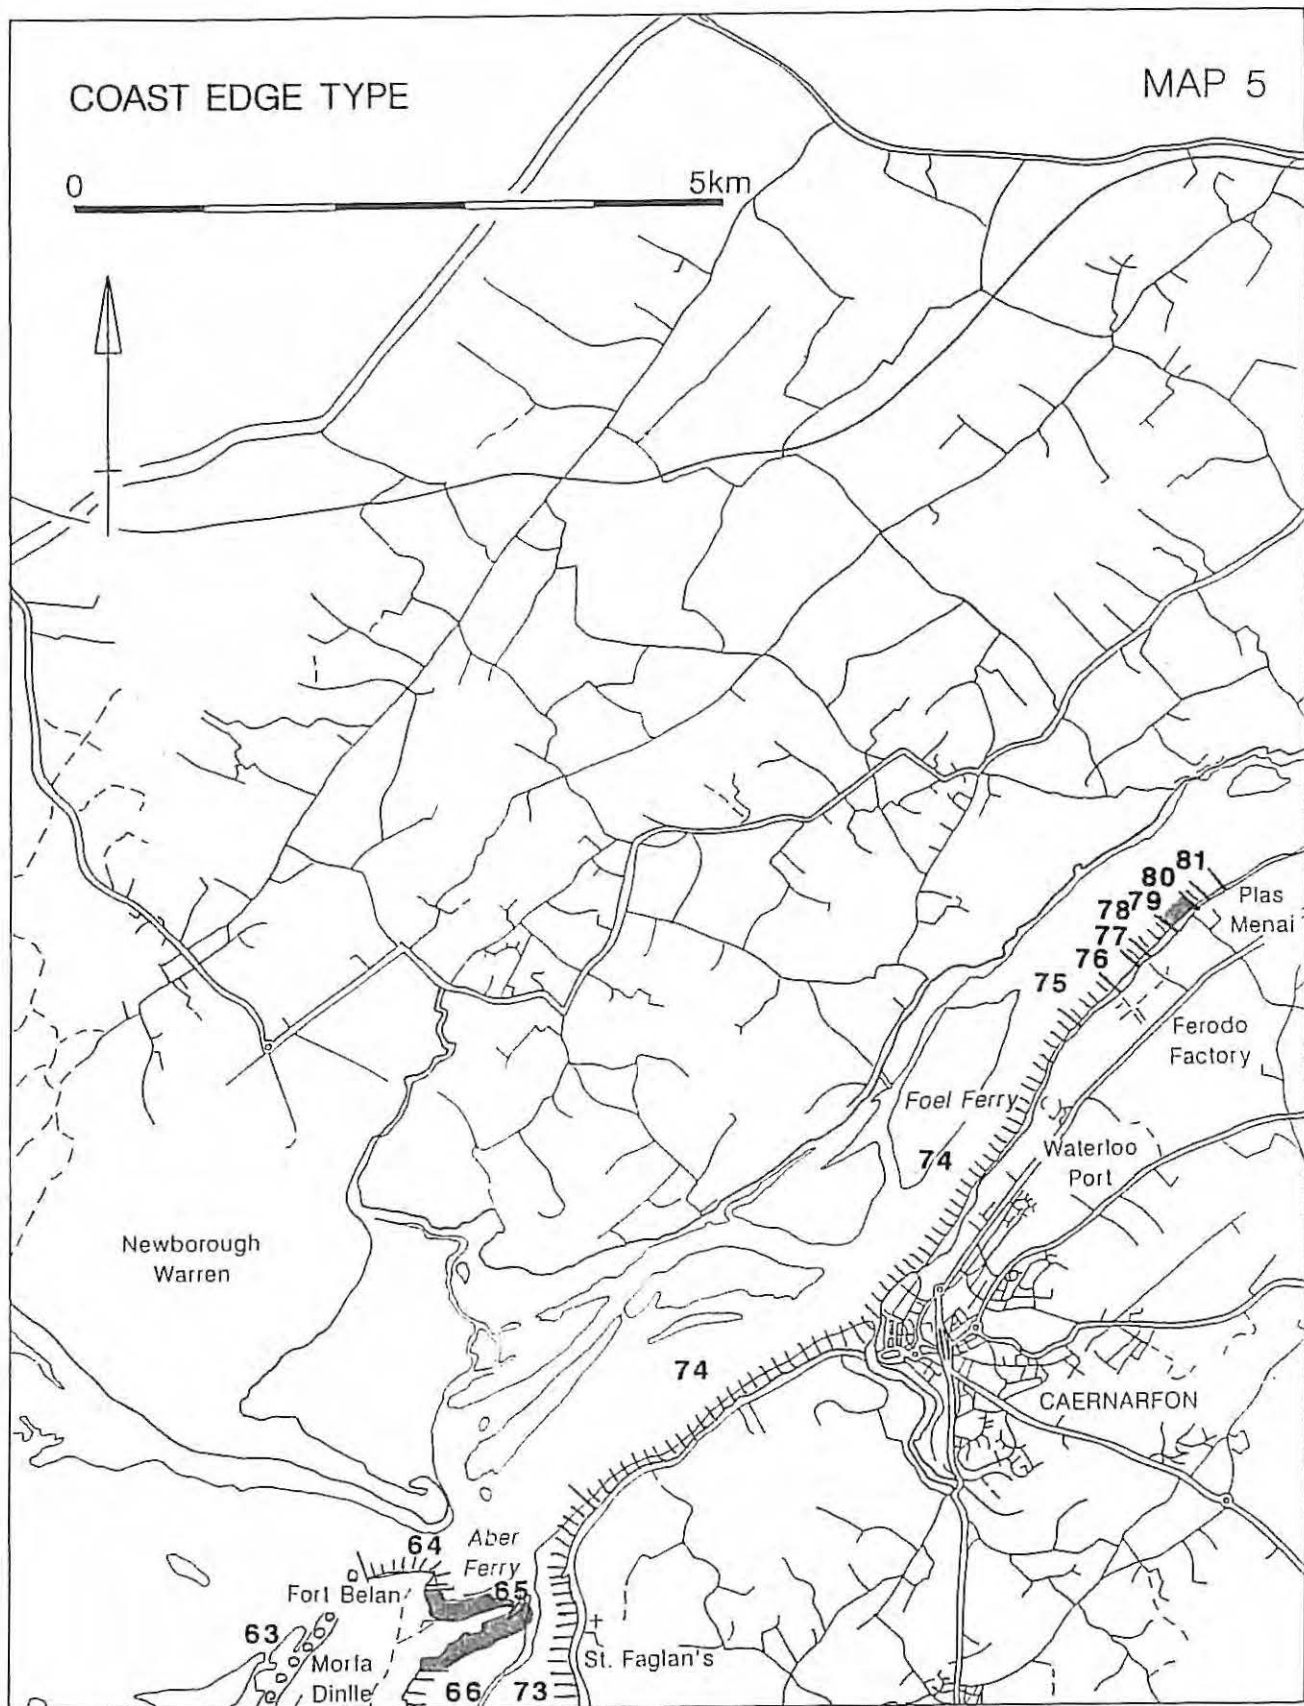 COAST EDGE TYPE
MAP 5
0
5km
81
80
Plas
Menai
79
78
77
76
75
Ferodo
Factory
Foel Ferry
74
Waterloo
Port
Newborough
Warren
74
CAERNARFON
64
Aber
Ferry
Fort Belan
65
63
Morfa
Dinlle
St. Faglan's
66
73